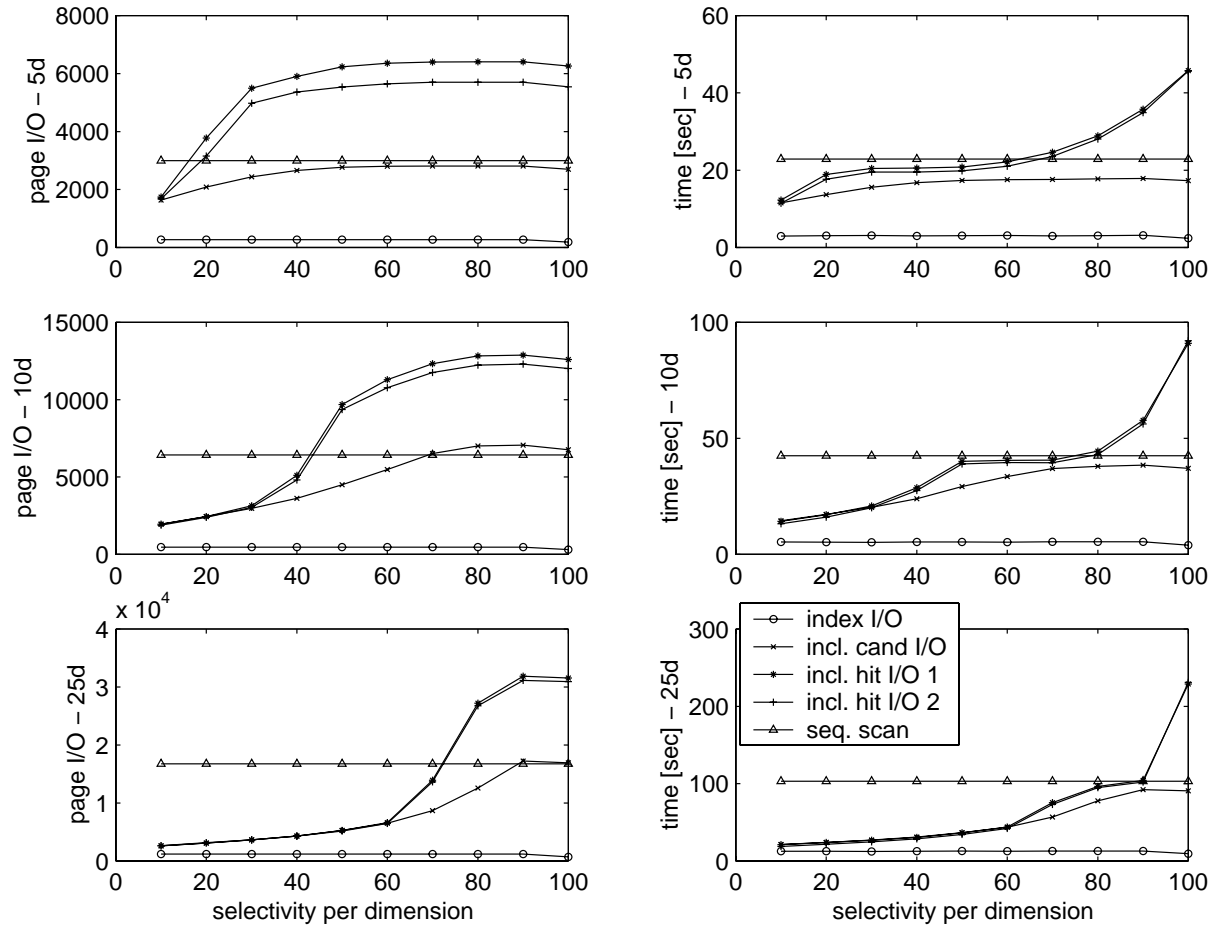 8000
6000
4000
2000
0
page I/O – 5d
0 20 40 60 80 100
60
40
20
0
time [sec] – 5d
0 20 40 60 80 100
15000
10000
5000
0
page I/O – 10d
0 20 40 60 80 100
100
50
0
time [sec] – 10d
0 20 40 60 80 100
x 10^4
4
3
2
1
0
page I/O – 25d
0 20 40 60 80 100
selectivity per dimension
300
200
100
0
time [sec] – 25d
index I/O
incl. cand I/O
incl. hit I/O 1
incl. hit I/O 2
seq. scan
0 20 40 60 80 100
selectivity per dimension